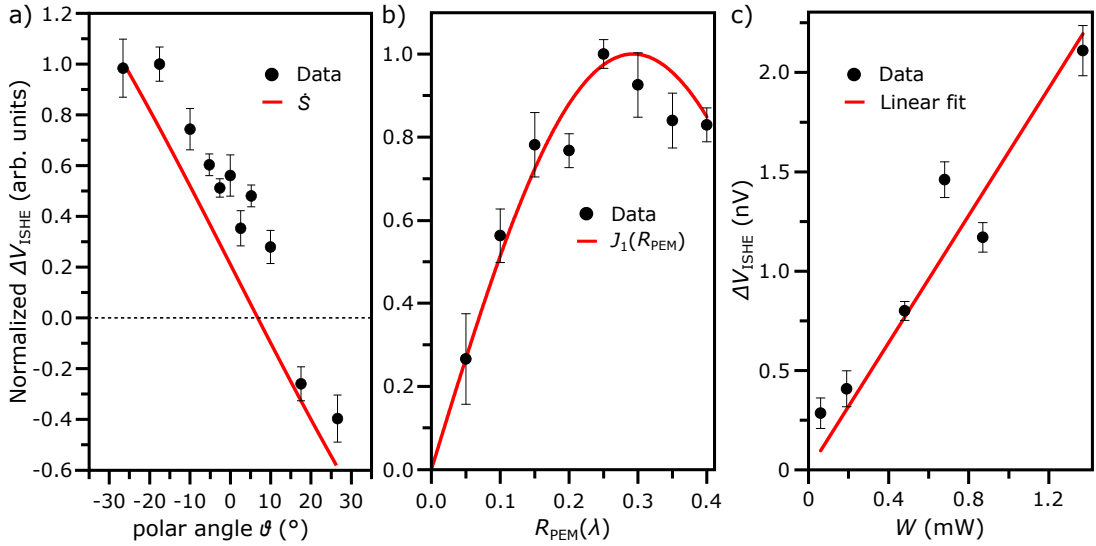 a)
Normalized ΔV_ISHE (arb. units)
1.2
1.0
0.8
0.6
0.4
0.2
0.0
-0.2
-0.4
-0.6
Data
Ṡ
-30 -20 -10 0 10 20 30
polar angle ϑ (°)
b)
1.0
0.8
0.6
0.4
0.2
0.0
Data
J₁(R_PEM)
0.0 0.1 0.2 0.3 0.4
R_PEM(λ)
c)
ΔV_ISHE (nV)
2.0
1.5
1.0
0.5
0
Data
Linear fit
0 0.4 0.8 1.2
W (mW)